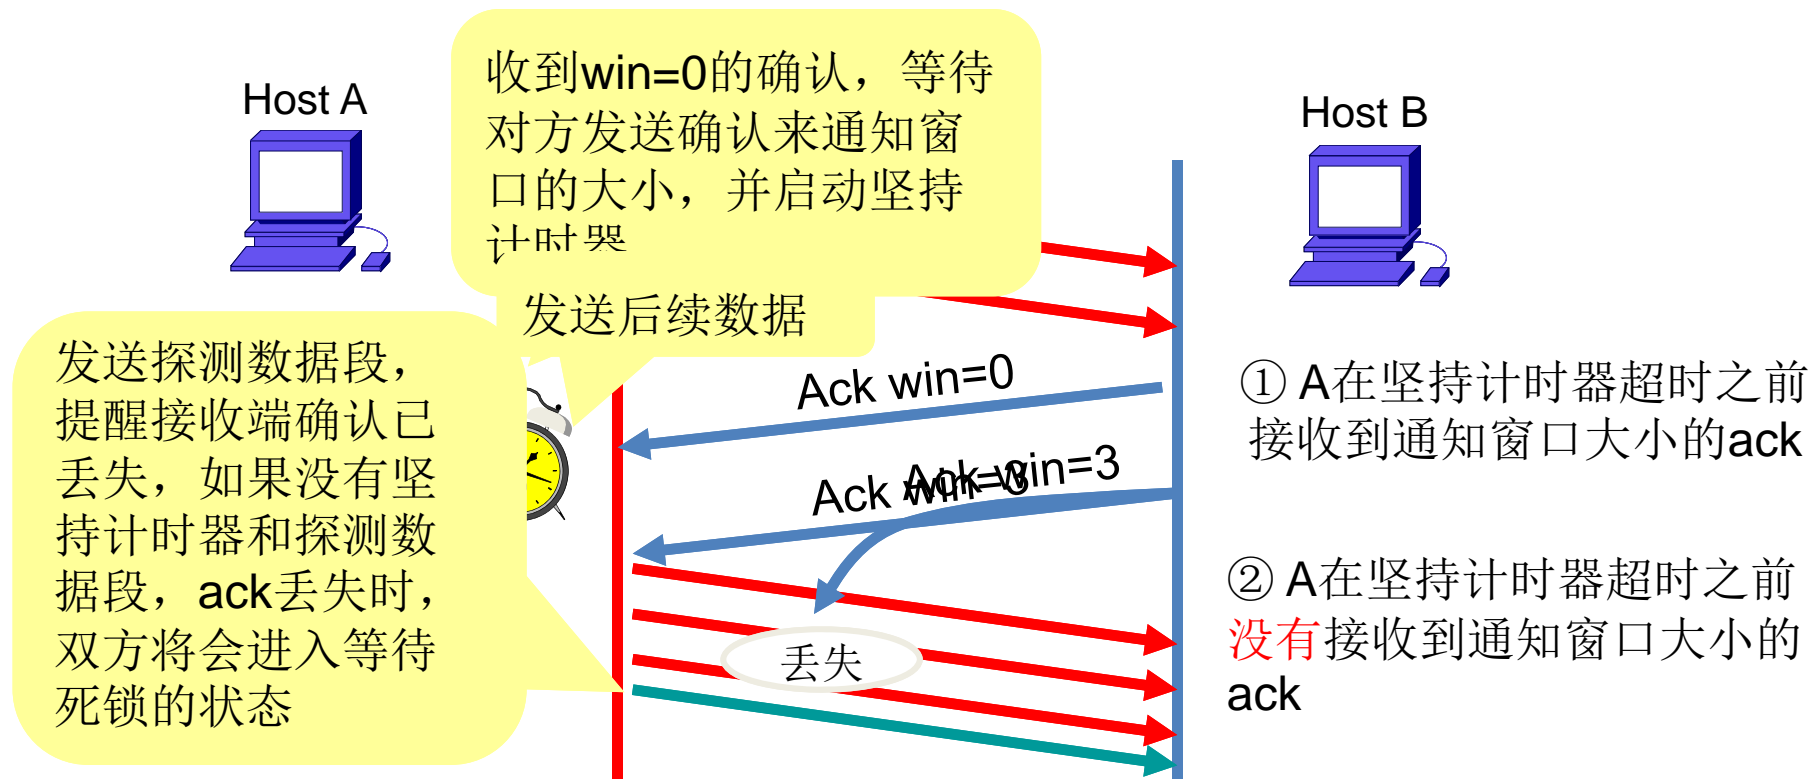 Host A
收到win=0的确认，等待
对方发送确认来通知窗
口的大小，并启动坚持
计时器
Host B
发送后续数据
发送探测数据段，
提醒接收端确认已
丢失，如果没有坚
持计时器和探测数
据段，ack丢失时，
双方将会进入等待
死锁的状态
Ack win=0
Ack win=3
Ack win=3
丢失
① A在坚持计时器超时之前
接收到通知窗口大小的ack
② A在坚持计时器超时之前
没有接收到通知窗口大小的
ack